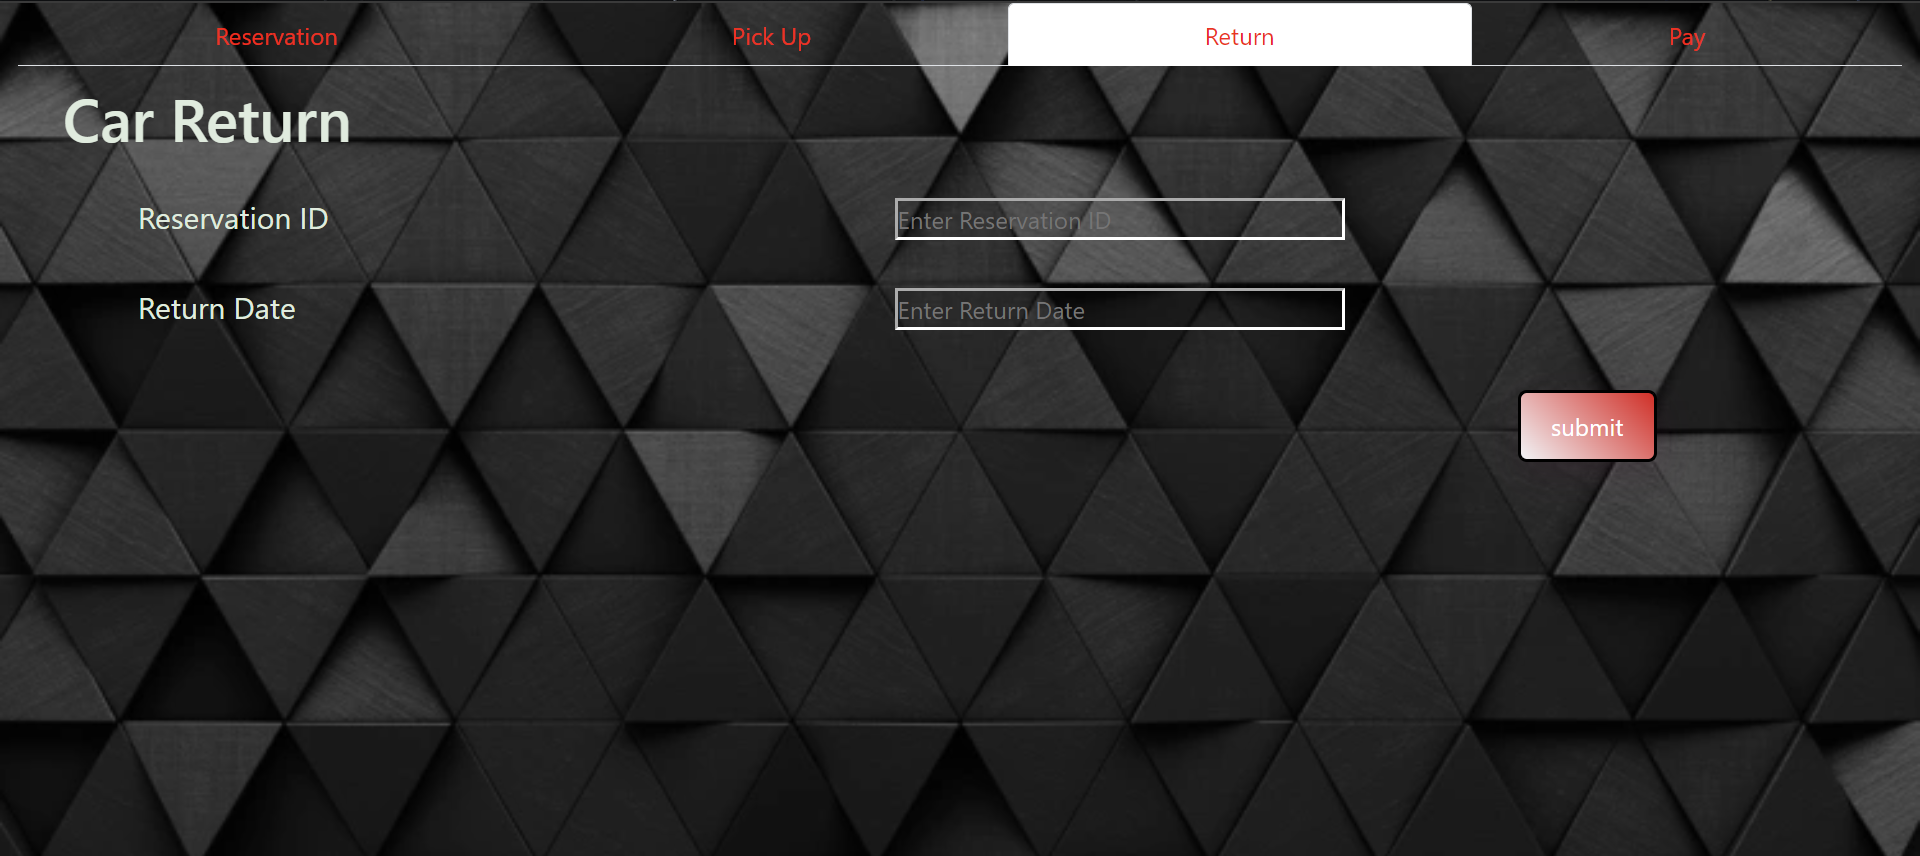 Reservation Pick Up Return Pay
Car Return
Reservation ID Enter Reservation ID
Return Date Enter Return Date
submit